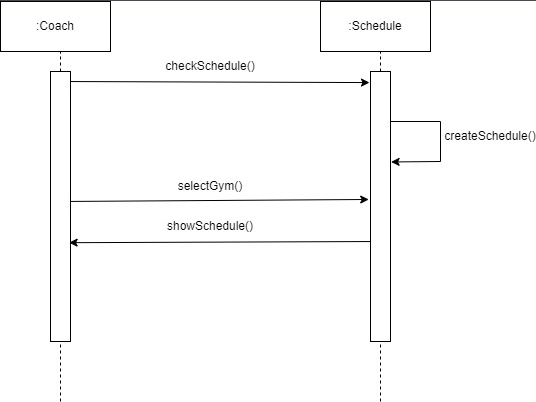 :Coach
:Schedule
checkSchedule()
createSchedule()
selectGym()
showSchedule()